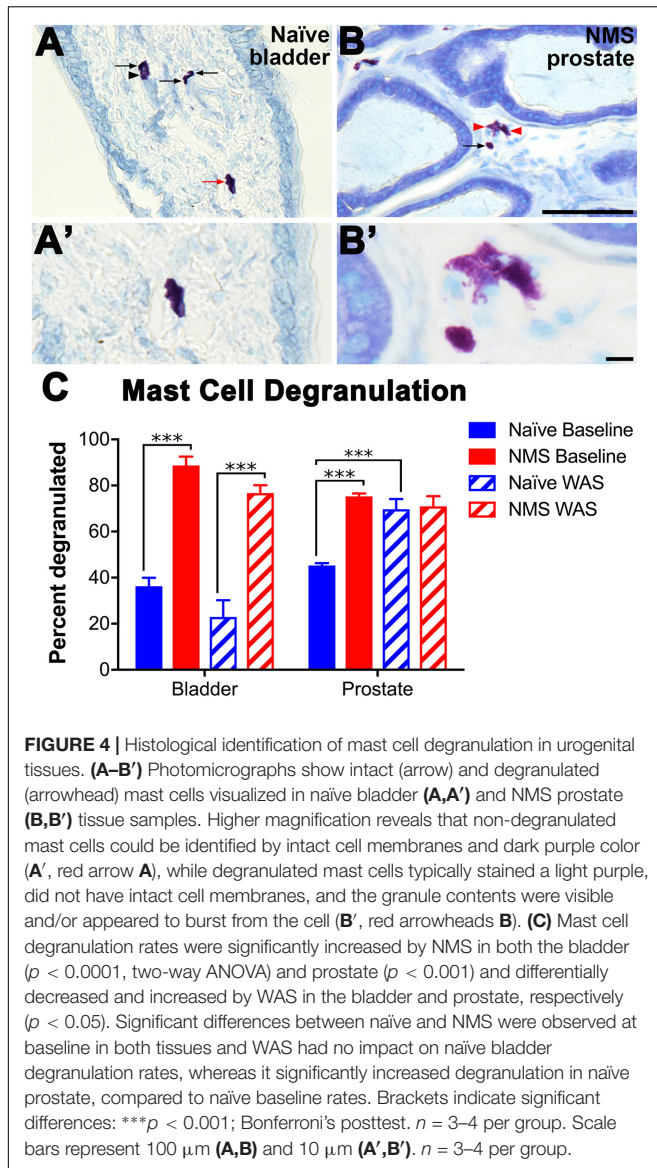 A
Naïve
bladder
B
NMS
prostate
A’
B’
C Mast Cell Degranulation
Percent degranulated
100
80
60
40
20
0
***
***
***
***
Bladder
Prostate
Naïve Baseline
NMS Baseline
Naïve WAS
NMS WAS
FIGURE 4 | Histological identification of mast cell degranulation in urogenital
tissues. (A–B′) Photomicrographs show intact (arrow) and degranulated
(arrowhead) mast cells visualized in naïve bladder (A,A′) and NMS prostate
(B,B′) tissue samples. Higher magnification reveals that non-degranulated
mast cells could be identified by intact cell membranes and dark purple color
(A′, red arrow A), while degranulated mast cells typically stained a light purple,
did not have intact cell membranes, and the granule contents were visible
and/or appeared to burst from the cell (B′, red arrowheads B). (C) Mast cell
degranulation rates were significantly increased by NMS in both the bladder
(p < 0.0001, two-way ANOVA) and prostate (p < 0.001) and differentially
decreased and increased by WAS in the bladder and prostate, respectively
(p < 0.05). Significant differences between naïve and NMS were observed at
baseline in both tissues and WAS had no impact on naïve bladder
degranulation rates, whereas it significantly increased degranulation in naïve
prostate, compared to naïve baseline rates. Brackets indicate significant
differences: ***p < 0.001; Bonferroni’s posttest. n = 3–4 per group. Scale
bars represent 100 μm (A,B) and 10 μm (A′,B′). n = 3–4 per group.